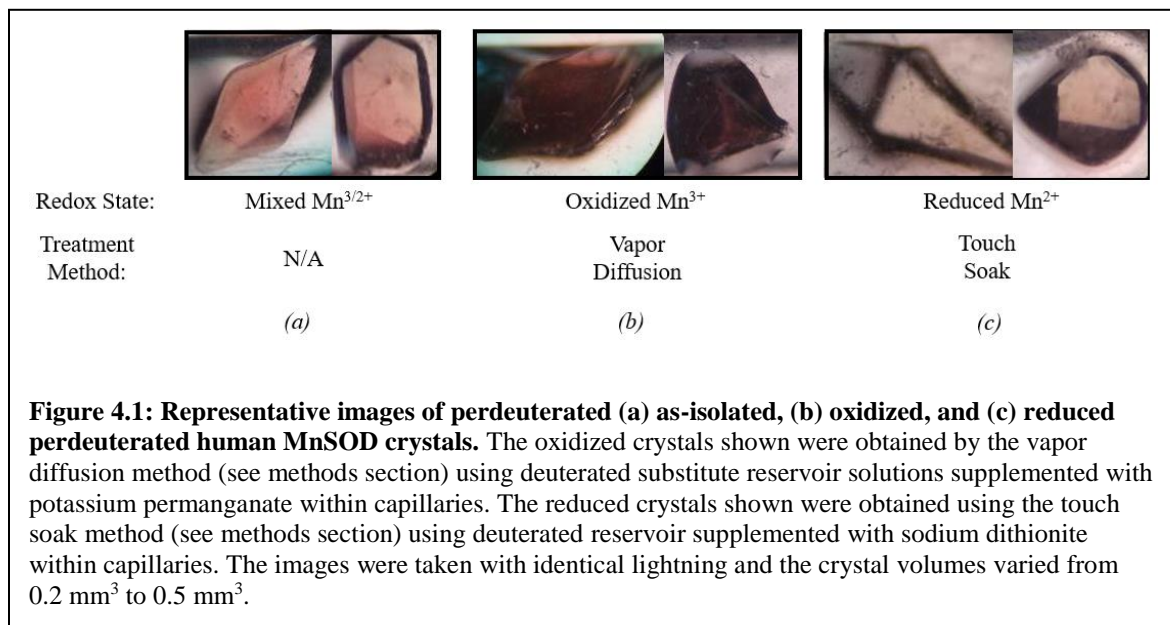 Redox State: Mixed Mn3/2+ Oxidized Mn3+ Reduced Mn2+
Treatment Method: N/A Vapor Diffusion Touch Soak
(a) (b) (c)
Figure 4.1: Representative images of perdeuterated (a) as-isolated, (b) oxidized, and (c) reduced
perdeuterated human MnSOD crystals. The oxidized crystals shown were obtained by the vapor
diffusion method (see methods section) using deuterated substitute reservoir solutions supplemented with
potassium permanganate within capillaries. The reduced crystals shown were obtained using the touch
soak method (see methods section) using deuterated reservoir supplemented with sodium dithionite
within capillaries. The images were taken with identical lightning and the crystal volumes varied from
0.2 mm3 to 0.5 mm3.